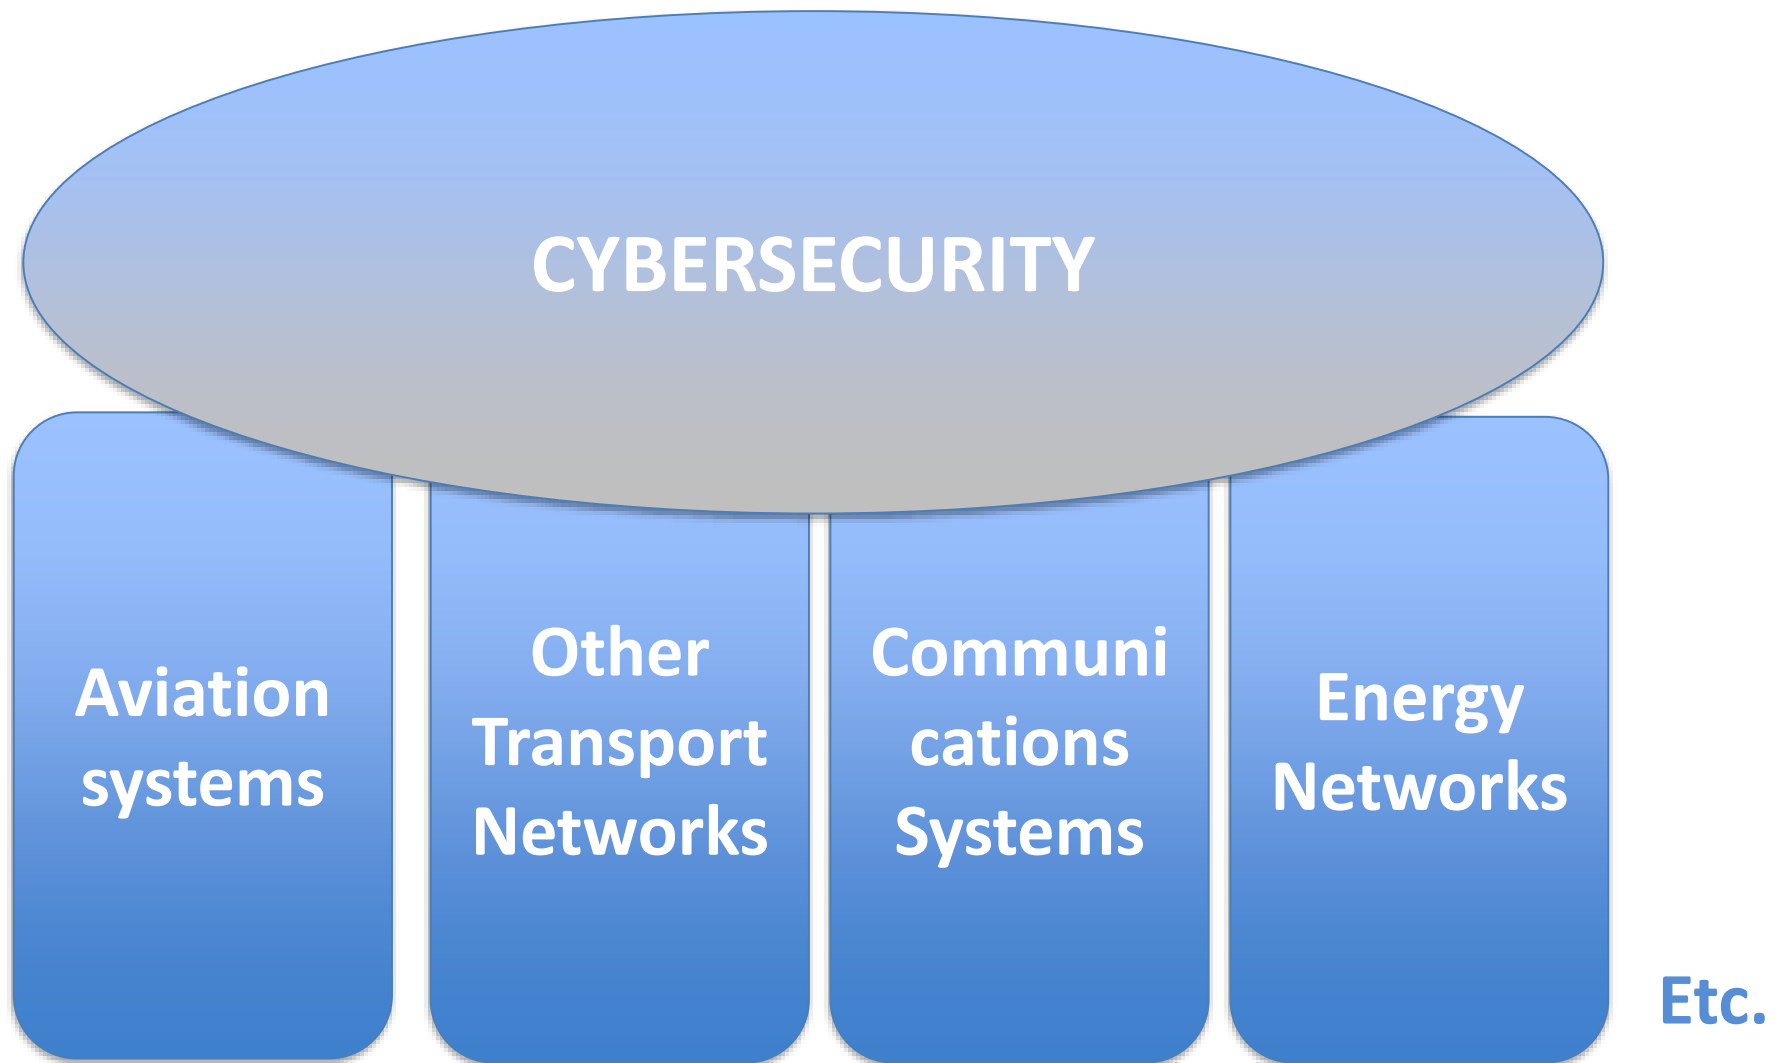 CYBERSECURITY
Aviation
systems
Other
Transport
Networks
Communi
cations
Systems
Energy
Networks
Etc.